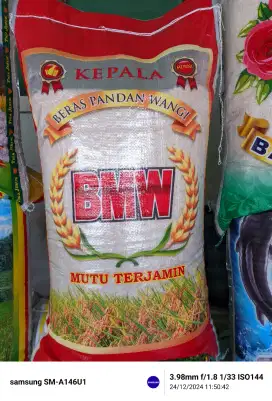 KEPALA
BERAS PANDAN WANGI
BMW
MUTU TERJAMIN
samsung SM-A146U1
3.98mm f/1.8 1/33 ISO144
24/12/2024 11:50:42